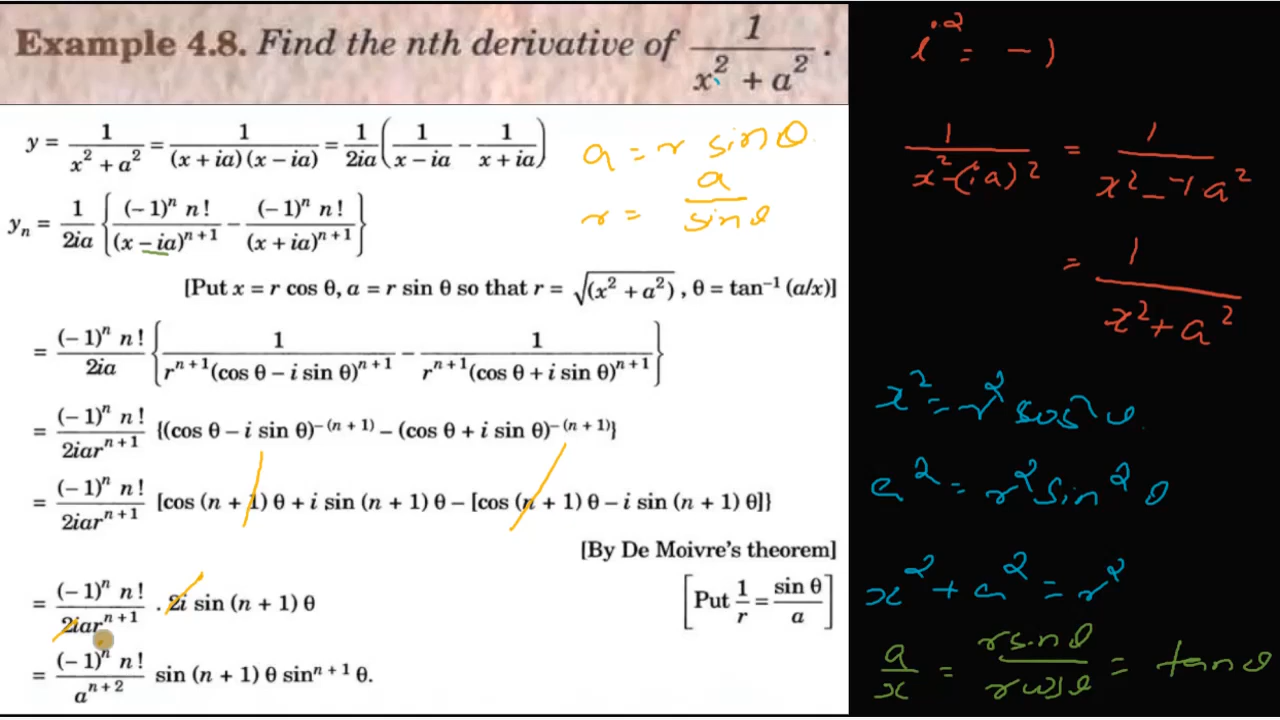 Example 4.8. Find the nth derivative of 1/(x² + a²).
y = 1/(x² + a²) = 1/((x + ia)(x – ia)) = 1/(2ia) (1/(x – ia) – 1/(x + ia))
yₙ = 1/(2ia) { (– 1)ⁿ n! / (x – ia)ⁿ⁺¹ – (– 1)ⁿ n! / (x + ia)ⁿ⁺¹ }
[Put x = r cos θ, a = r sin θ so that r = √(x² + a²), θ = tan⁻¹ (a/x)]
= (– 1)ⁿ n! / 2ia { 1 / (rⁿ⁺¹(cos θ – i sin θ)ⁿ⁺¹) – 1 / (rⁿ⁺¹(cos θ + i sin θ)ⁿ⁺¹) }
= (– 1)ⁿ n! / 2iarⁿ⁺¹ {(cos θ – i sin θ)⁻⁽ⁿ⁺¹⁾ – (cos θ + i sin θ)⁻⁽ⁿ⁺¹⁾}
= (– 1)ⁿ n! / 2iarⁿ⁺¹ [cos (n + 1) θ + i sin (n + 1) θ – [cos (n + 1) θ – i sin (n + 1) θ]}
[By De Moivre's theorem]
= (– 1)ⁿ n! / 2iarⁿ⁺¹ . 2i sin (n + 1) θ [Put 1/r = sin θ / a]
= (– 1)ⁿ n! / aⁿ⁺² sin (n + 1) θ sinⁿ⁺¹ θ.
a = r sin θ
r = a / sin θ
i² = – 1
1/(x² – (ia)²) = 1/(x² – –1 a²)
= 1/(x² + a²)
x² = r² cos² θ
a² = r² sin² θ
x² + a² = r²
a/x = r sin θ / r cos θ = tan θ